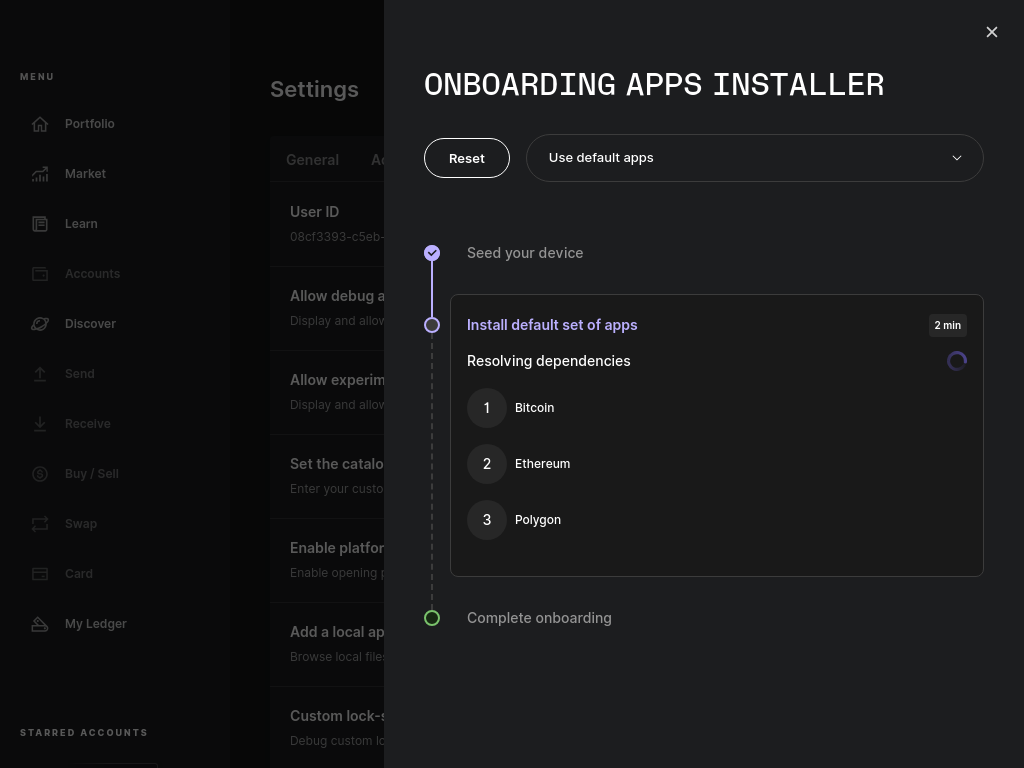 MENU
Portfolio
Market
Learn
Accounts
Discover
Send
Receive
Buy / Sell
Swap
Card
My Ledger
STARRED ACCOUNTS
Settings
General
User ID
08cf3393-c5eb-
Allow debug a
Display and allow
Allow experim
Display and allow
Set the catalo
Enter your custo
Enable platfor
Enable opening
Add a local ap
Browse local files
Custom lock-s
Debug custom lo
ONBOARDING APPS INSTALLER
Reset
Use default apps
Seed your device
Install default set of apps
2 min
Resolving dependencies
1 Bitcoin
2 Ethereum
3 Polygon
Complete onboarding